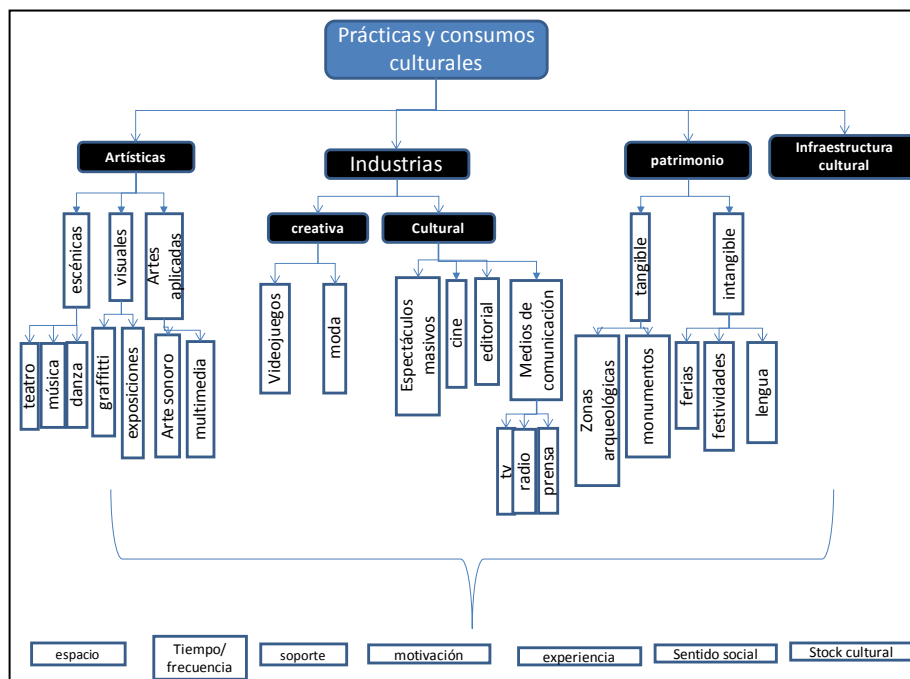 Prácticas y consumos
culturales
Artísticas
Industrias
patrimonio
Infraestructura
cultural
creativa
Cultural
escénicas
visuales
Artes
aplicadas
tangible
intangible
Videojuegos
moda
Espectáculos
masivos
cine
editorial
Medios de
comunicación
teatro
música
danza
graffitti
exposiciones
Arte sonoro
multimedia
Zonas
arqueológicas
monumentos
ferias
festividades
lengua
tv
radio
prensa
espacio
Tiempo/
frecuencia
soporte
motivación
experiencia
Sentido social
Stock cultural